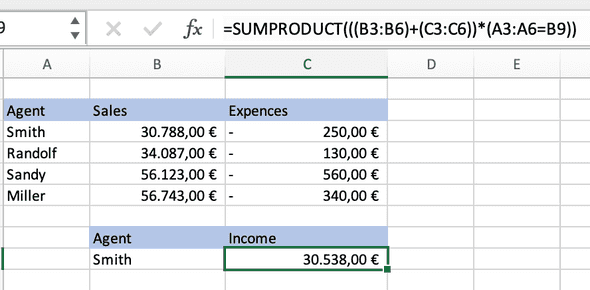 9 fx =SUMPRODUCT(((B3:B6)+(C3:C6))*(A3:A6=B9))
A B C D E
Agent Sales Expences
Smith 30.788,00 € - 250,00 €
Randolf 34.087,00 € - 130,00 €
Sandy 56.123,00 € - 560,00 €
Miller 56.743,00 € - 340,00 €
Agent Income
Smith 30.538,00 €